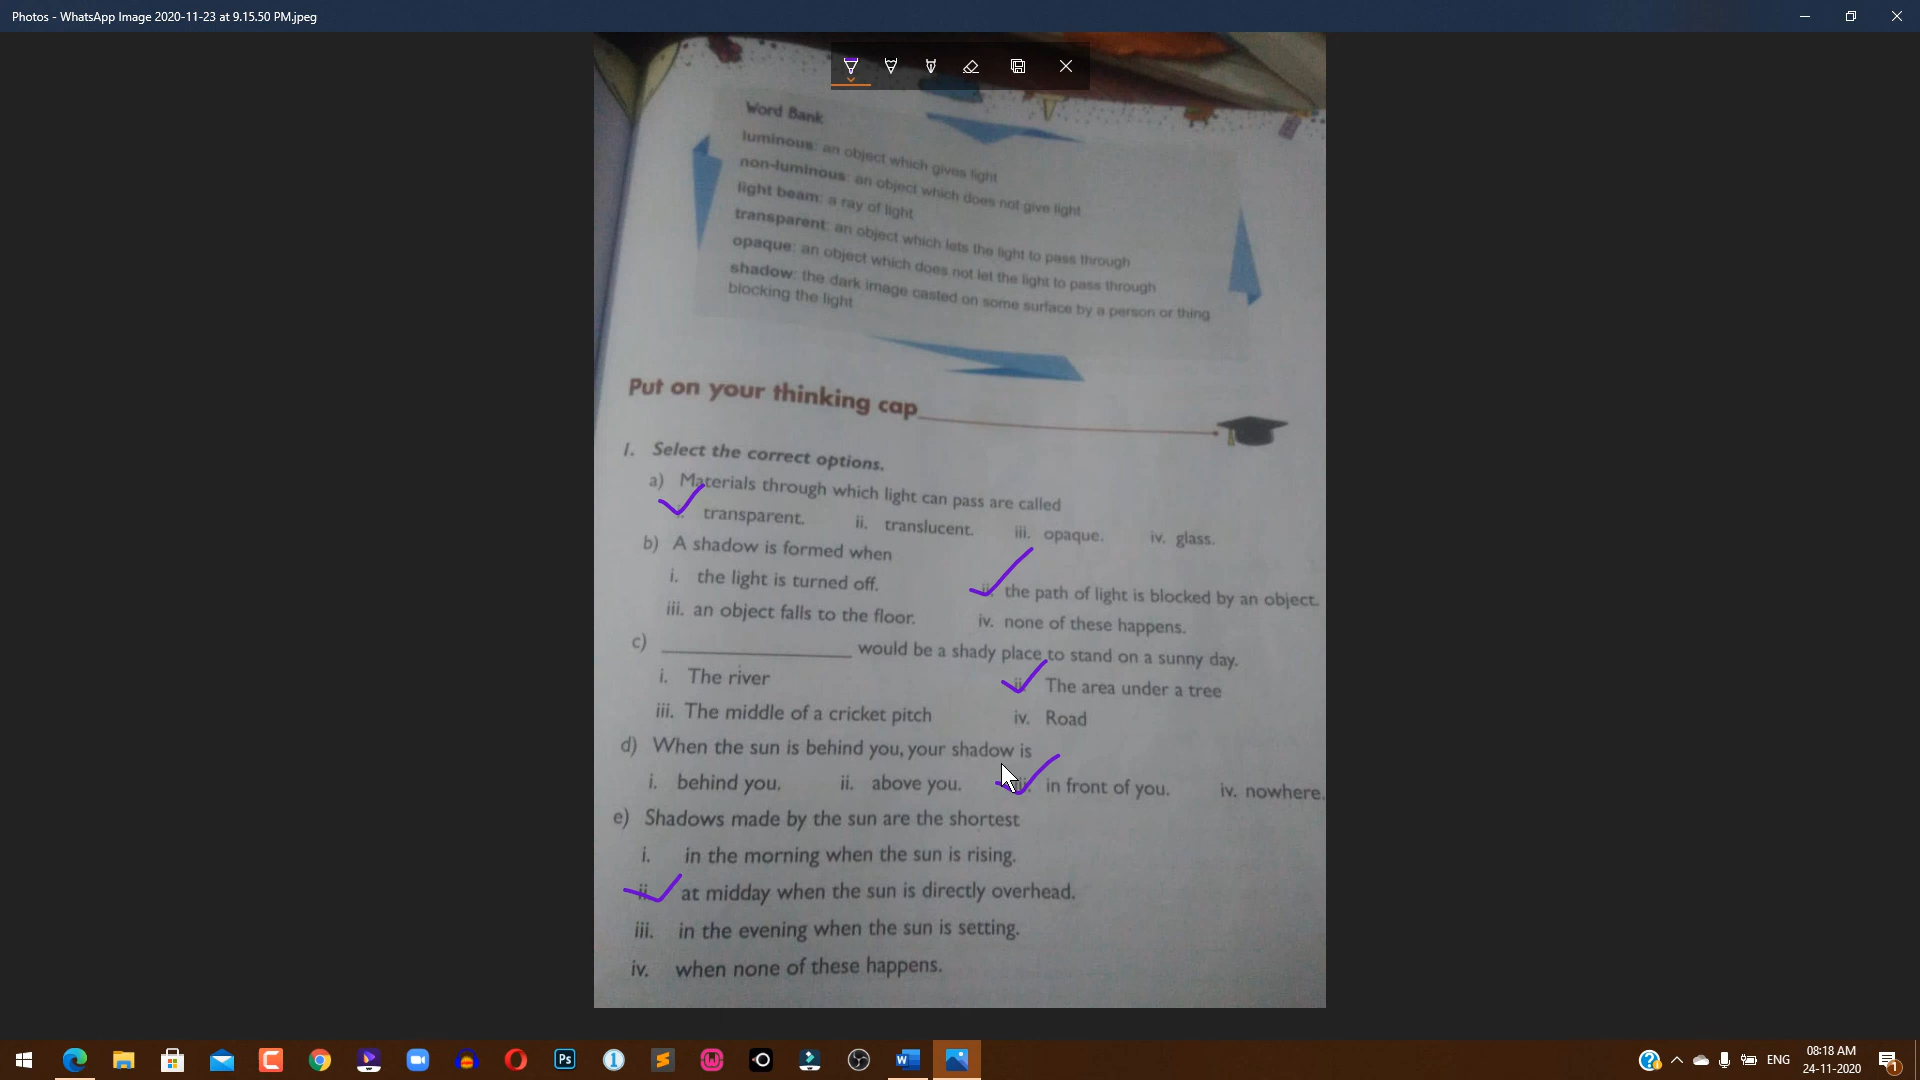 Photos - WhatsApp Image 2020-11-23 at 9.15.50 PM.jpeg
Word Bank
luminous: an object which gives light
non-luminous: an object which does not give light
light beam: a ray of light
transparent: an object which lets the light to pass through
opaque: an object which does not let the light to pass through
shadow: the dark image casted on some surface by a person or thing
blocking the light
Put on your thinking cap
1. Select the correct options.
a) Materials through which light can pass are called
i. transparent. ii. translucent. iii. opaque. iv. glass.
b) A shadow is formed when
i. the light is turned off. ii. the path of light is blocked by an object.
iii. an object falls to the floor. iv. none of these happens.
c) ____________ would be a shady place to stand on a sunny day.
i. The river ii. The area under a tree
iii. The middle of a cricket pitch iv. Road
d) When the sun is behind you, your shadow is
i. behind you. ii. above you. iii. in front of you. iv. nowhere.
e) Shadows made by the sun are the shortest
i. in the morning when the sun is rising.
ii. at midday when the sun is directly overhead.
iii. in the evening when the sun is setting.
iv. when none of these happens.
ENG
08:18 AM
24-11-2020